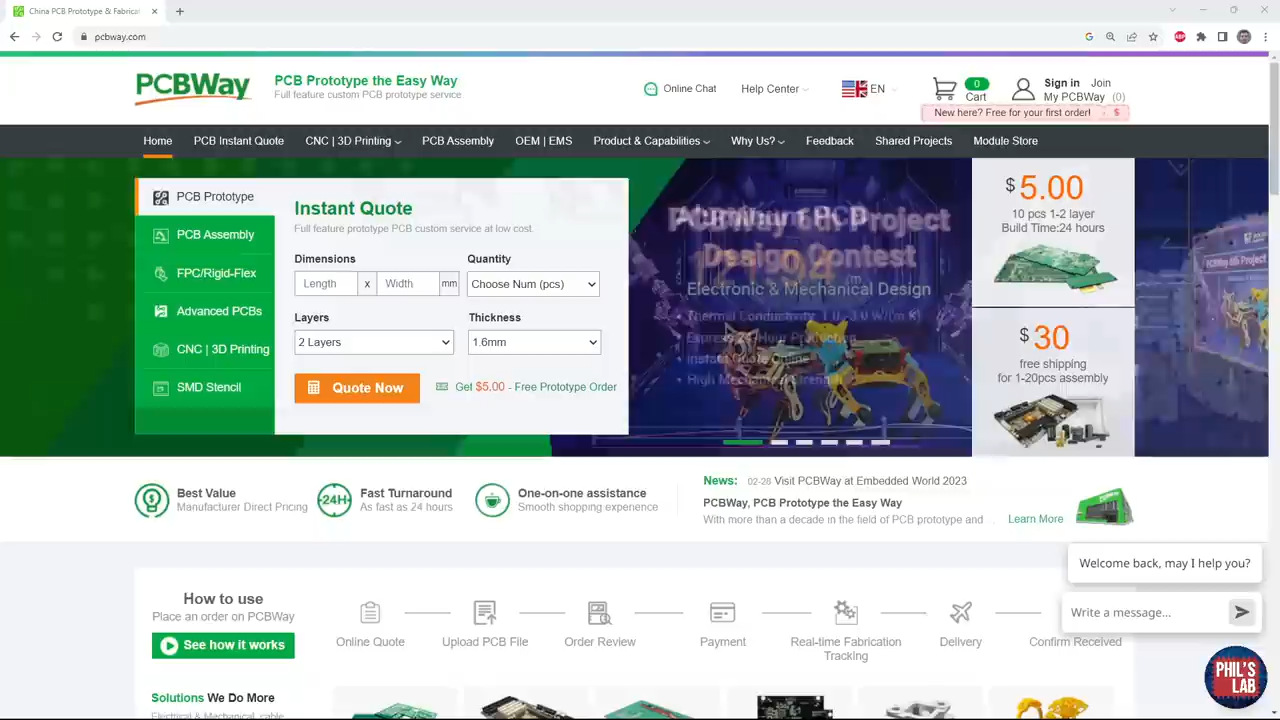 China PCB Prototype & Fabrica
pcbway.com
ABP
PCBWay
PCB Prototype the Easy Way
Full feature custom PCB prototype service
Online Chat
Help Center
EN
0
Cart
Sign in Join
My PCBWay (0)
New here? Free for your first order! $
Home
PCB Instant Quote
CNC | 3D Printing
PCB Assembly
OEM | EMS
Product & Capabilities
Why Us?
Feedback
Shared Projects
Module Store
PCB Prototype
PCB Assembly
FPC/Rigid-Flex
Advanced PCBs
CNC | 3D Printing
SMD Stencil
Instant Quote
Full feature prototype PCB custom service at low cost.
Dimensions
Quantity
Length x Width mm
Choose Num (pcs)
Layers
Thickness
2 Layers
1.6mm
Quote Now
Get $5.00 - Free Prototype Order
Project
Design Contest
Electronic & Mechanical Design
Instant Quote Online
$ 5.00
10 pcs 1-2 layer
Build Time:24 hours
$ 30
free shipping
for 1-20pcs assembly
Best Value
Manufacturer Direct Pricing
24H
Fast Turnaround
As fast as 24 hours
One-on-one assistance
Smooth shopping experience
News: 02-28 Visit PCBWay at Embedded World 2023
PCBWay, PCB Prototype the Easy Way
With more than a decade in the field of PCB prototype and ... Learn More
Welcome back, may I help you?
Write a message...
How to use
Place an order on PCBWay
See how it works
Online Quote
Upload PCB File
Order Review
Payment
Real-time Fabrication
Tracking
Delivery
Confirm Received
Solutions We Do More
Electrical & Mechanical, cable
PHIL'S
LAB